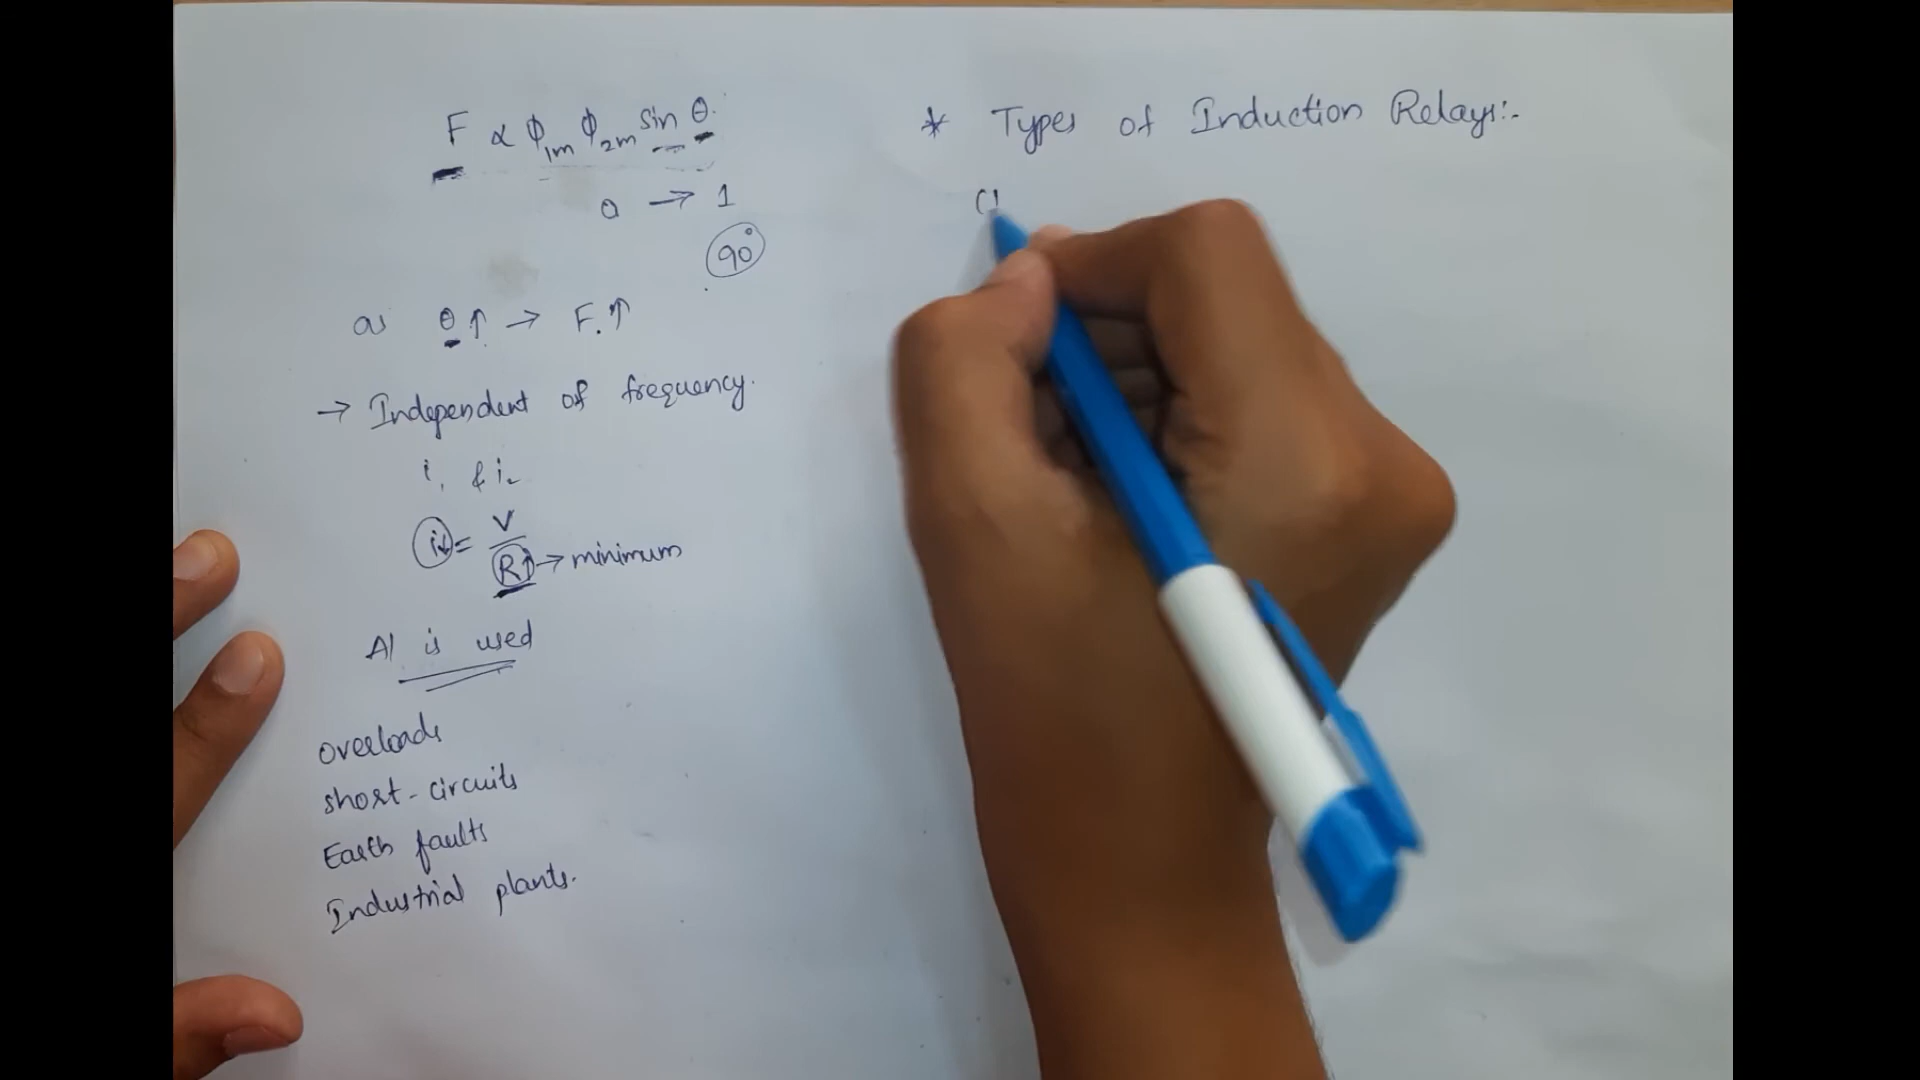 F ∝ ϕ1m ϕ2m sin θ.
0 → 1
90°
as θ↑ → F.↑
→ Independent of frequency.
i1 & i2
i↓ = V
R↑ → minimum
Al is used
overloads
short-circuits
Earth faults
Industrial plants.
* Types of Induction Relays:-
(1